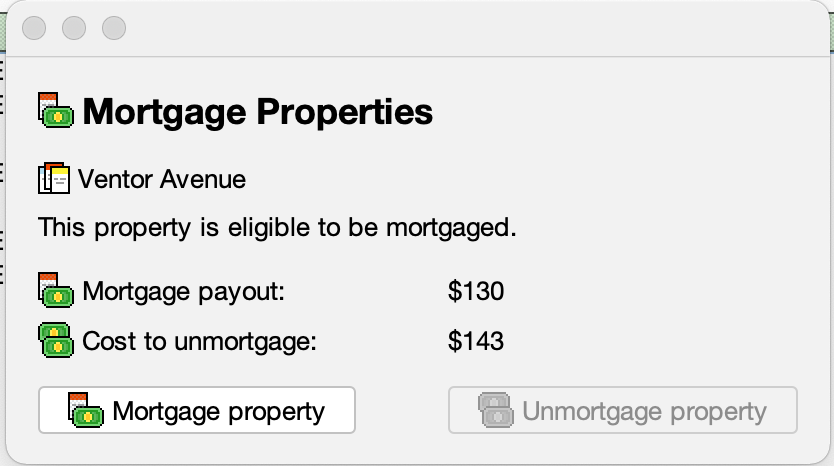 Mortgage Properties
Ventor Avenue
This property is eligible to be mortgaged.
Mortgage payout: $130
Cost to unmortgage: $143
Mortgage property Unmortgage property